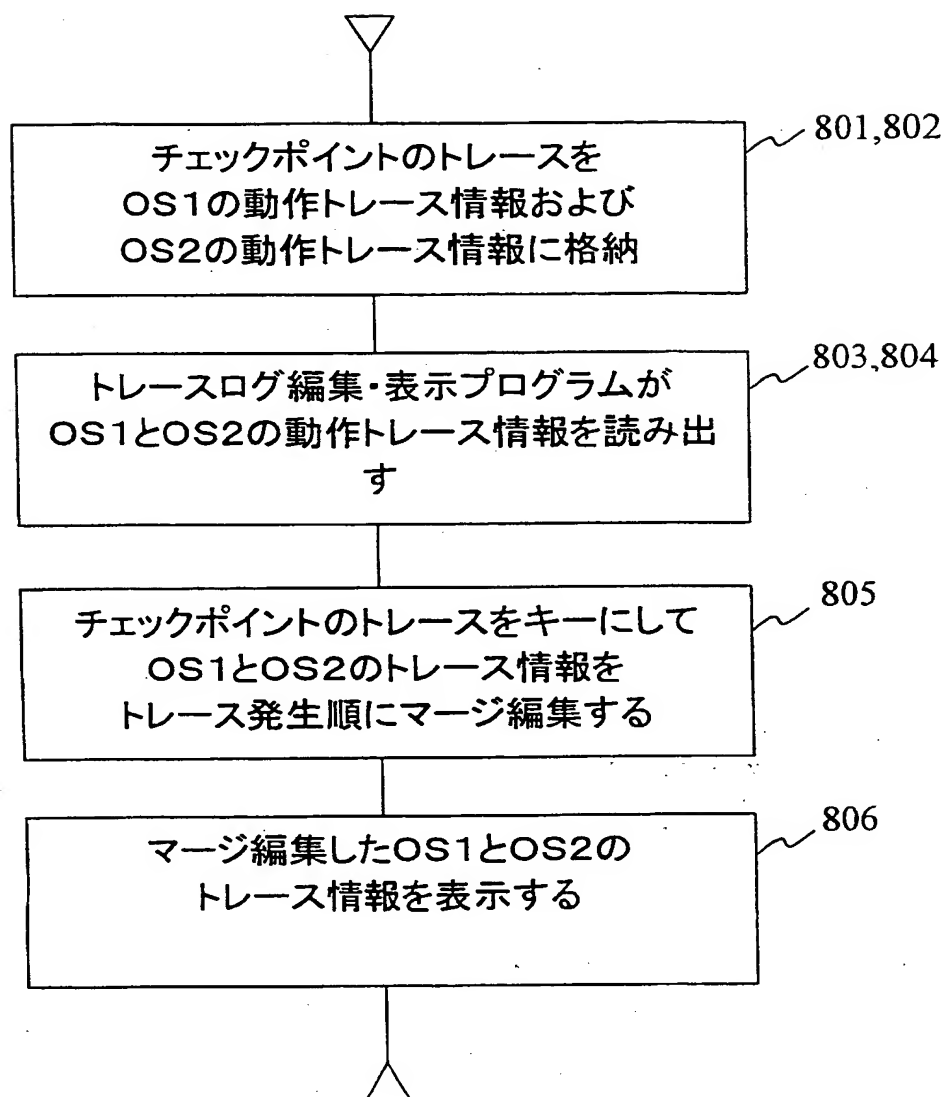 801,802
チェックポイントのトレースを
OS1の動作トレース情報および
OS2の動作トレース情報に格納
803,804
トレースログ編集・表示プログラムが
OS1とOS2の動作トレース情報を読み出
す
805
チェックポイントのトレースをキーにして
OS1とOS2のトレース情報を
トレース発生順にマージ編集する
806
マージ編集したOS1とOS2の
トレース情報を表示する